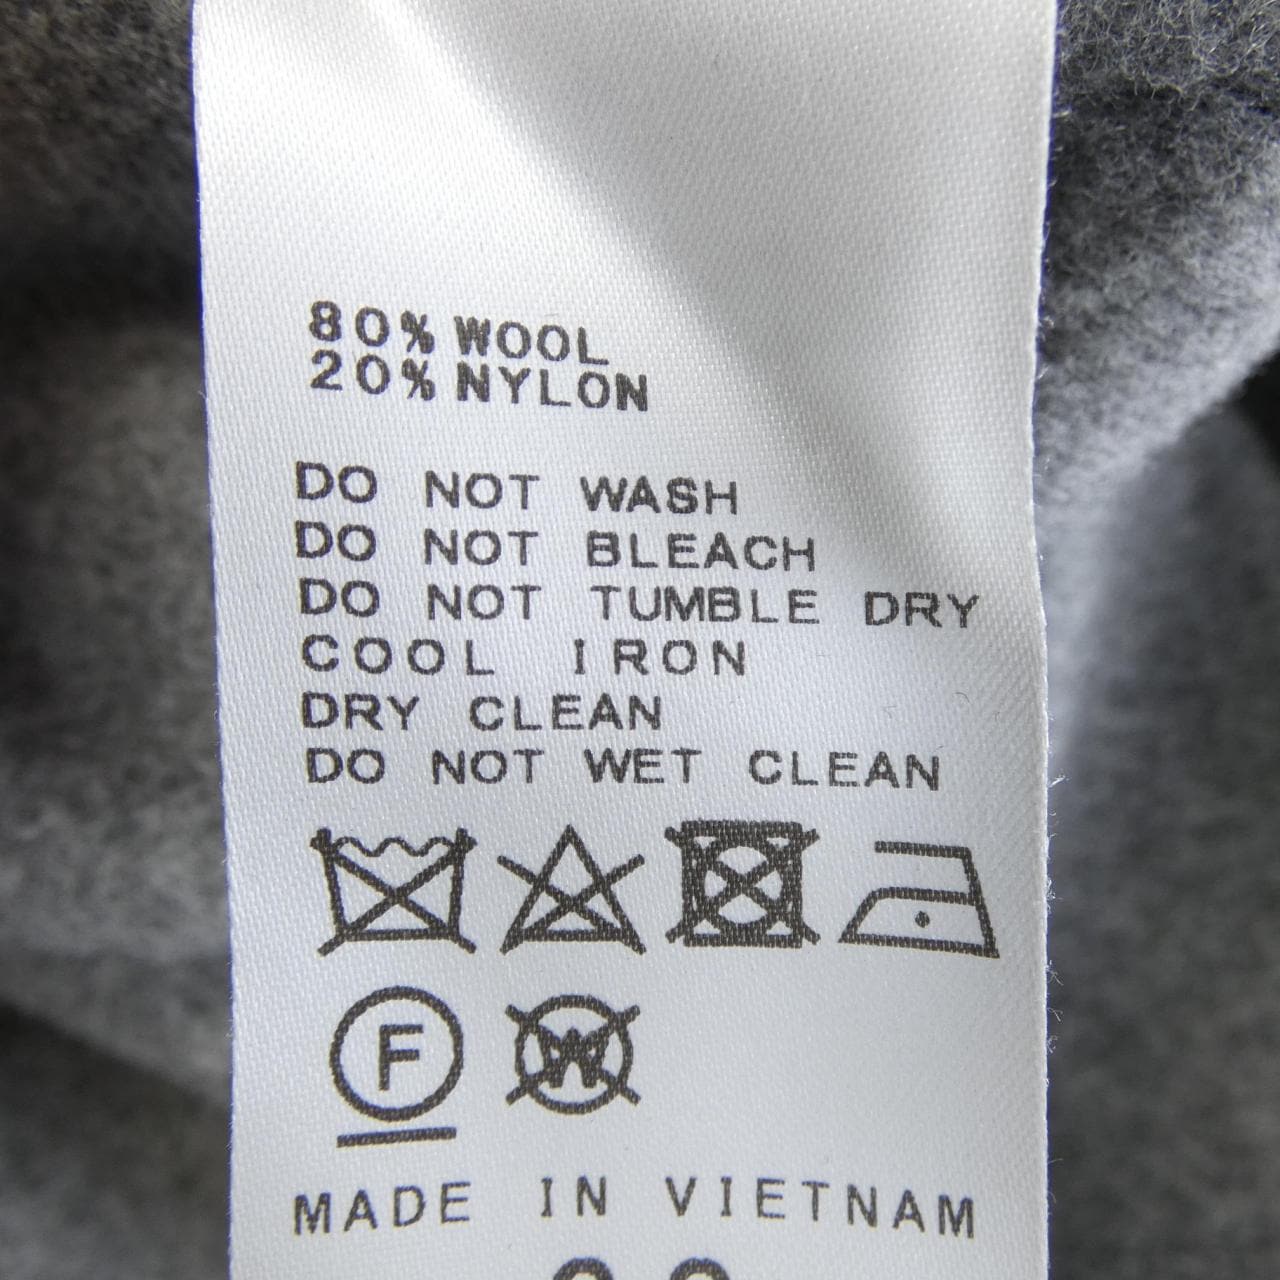 80% WOOL
20% NYLON
DO NOT WASH
DO NOT BLEACH
DO NOT TUMBLE DRY
COOL IRON
DRY CLEAN
DO NOT WET CLEAN
F W
MADE IN VIETNAM